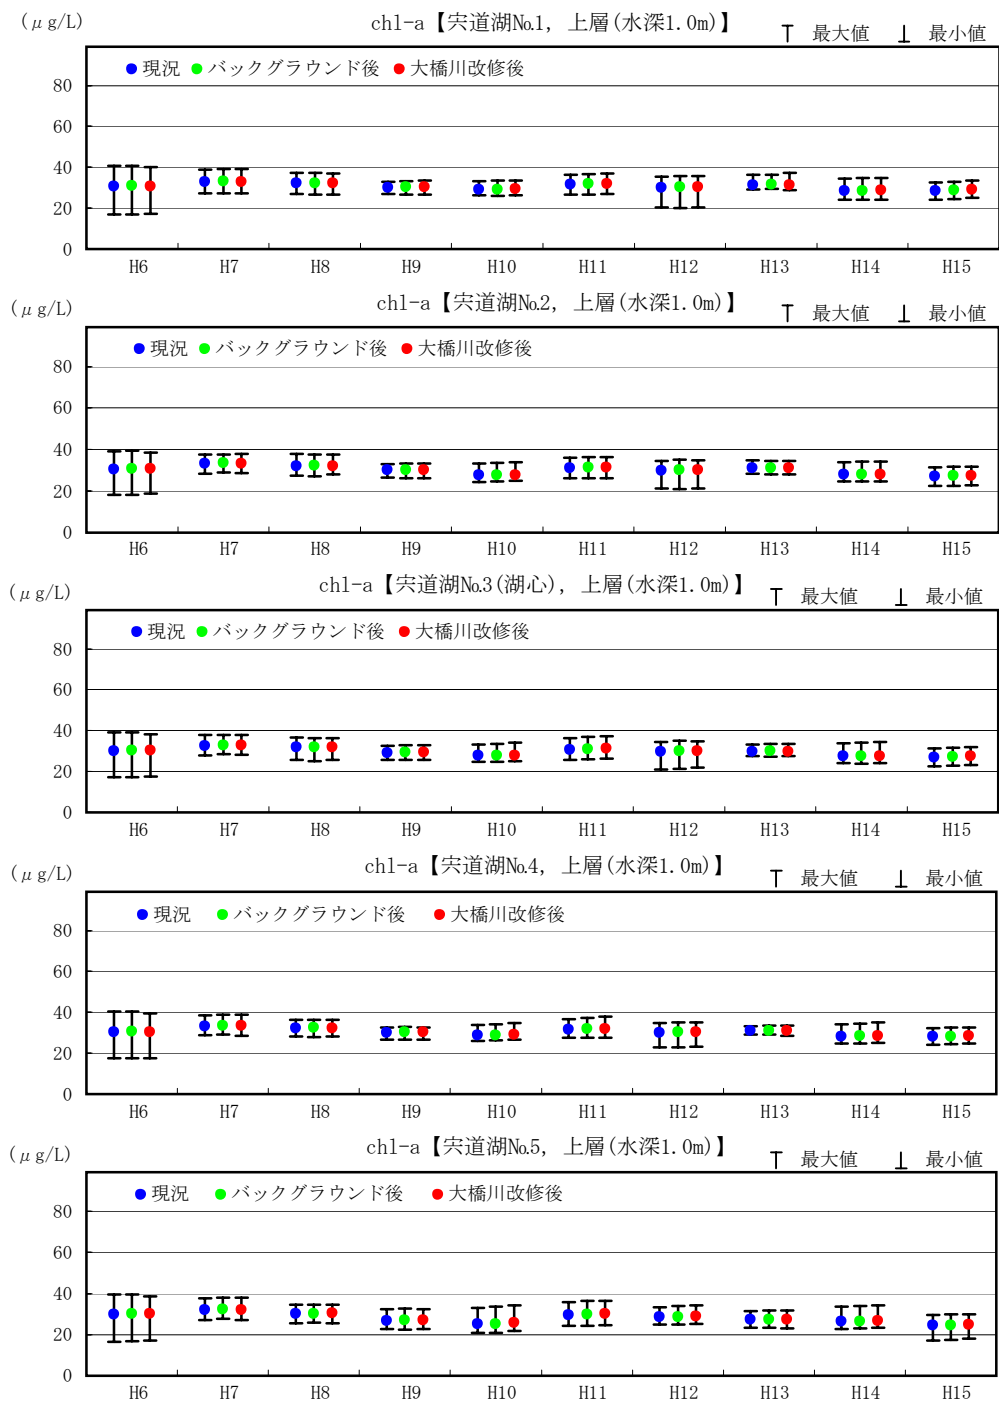 (μg/L) chl-a【宍道湖№1, 上層(水深1.0m)】 最大値 最小値
現況 バックグラウンド後 大橋川改修後
80
60
40
20
0
H6 H7 H8 H9 H10 H11 H12 H13 H14 H15
(μg/L) chl-a【宍道湖№2, 上層(水深1.0m)】 最大値 最小値
現況 バックグラウンド後 大橋川改修後
80
60
40
20
0
H6 H7 H8 H9 H10 H11 H12 H13 H14 H15
(μg/L) chl-a【宍道湖№3(湖心), 上層(水深1.0m)】 最大値 最小値
現況 バックグラウンド後 大橋川改修後
80
60
40
20
0
H6 H7 H8 H9 H10 H11 H12 H13 H14 H15
(μg/L) chl-a【宍道湖№4, 上層(水深1.0m)】 最大値 最小値
現況 バックグラウンド後 大橋川改修後
80
60
40
20
0
H6 H7 H8 H9 H10 H11 H12 H13 H14 H15
(μg/L) chl-a【宍道湖№5, 上層(水深1.0m)】 最大値 最小値
現況 バックグラウンド後 大橋川改修後
80
60
40
20
0
H6 H7 H8 H9 H10 H11 H12 H13 H14 H15